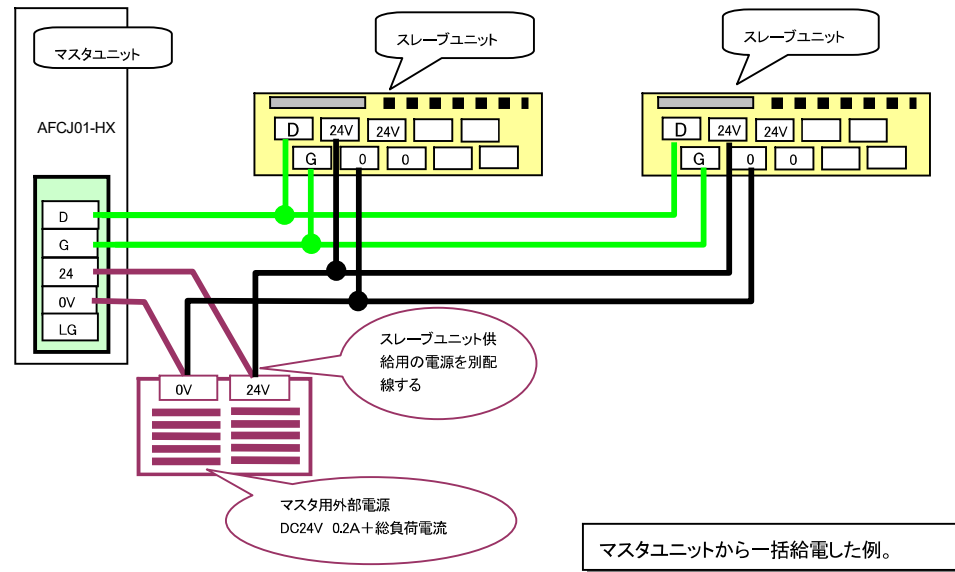 マスタユニット
スレーブユニット
スレーブユニット
AFCJ01-HX
D
24V
24V
G
0
0
D
24V
24V
G
0
0
D
G
24
0V
LG
スレーブユニット供
給用の電源を別配
線する
0V
24V
マスタ用外部電源
DC24V 0.2A+総負荷電流
マスタユニットから一括給電した例。